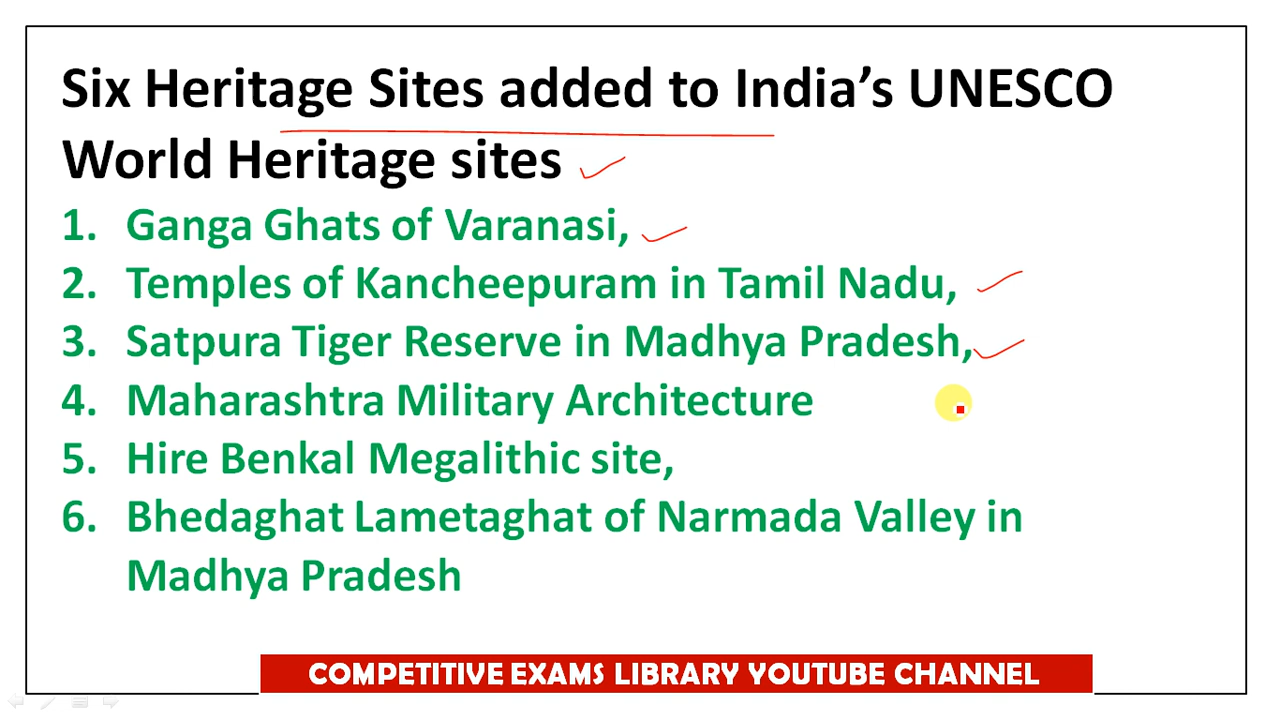 Six Heritage Sites added to India’s UNESCO
World Heritage sites
1. Ganga Ghats of Varanasi,
2. Temples of Kancheepuram in Tamil Nadu,
3. Satpura Tiger Reserve in Madhya Pradesh,
4. Maharashtra Military Architecture
5. Hire Benkal Megalithic site,
6. Bhedaghat Lametaghat of Narmada Valley in
Madhya Pradesh
COMPETITIVE EXAMS LIBRARY YOUTUBE CHANNEL